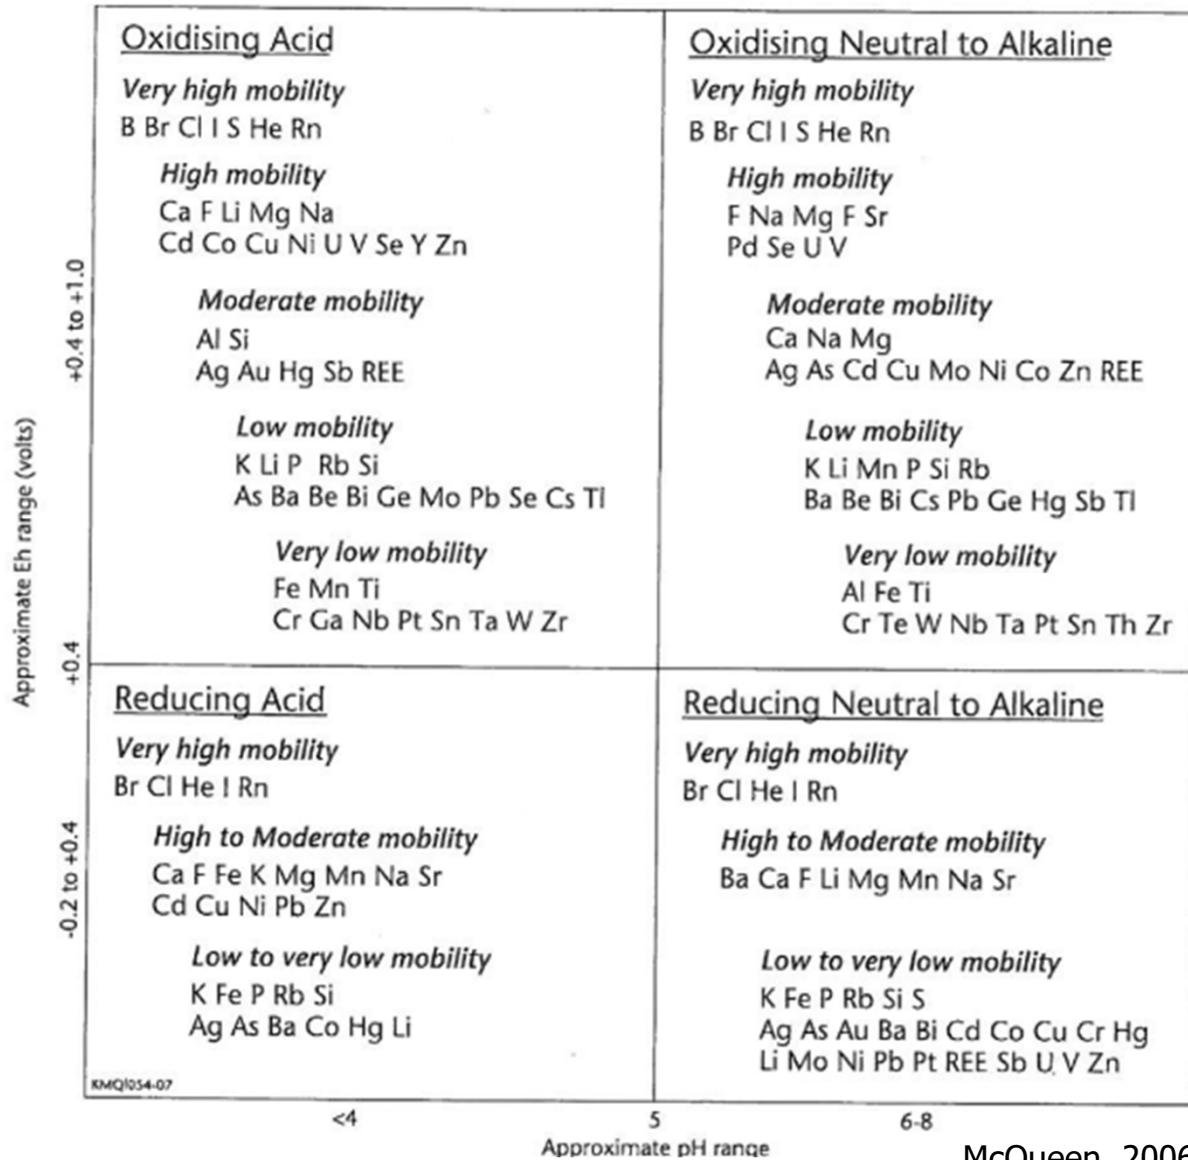 Oxidising Acid
Very high mobility
B Br Cl I S He Rn
High mobility
Ca F Li Mg Na
Cd Co Cu Ni U V Se Y Zn
Moderate mobility
Al Si
Ag Au Hg Sb REE
Low mobility
K Li P Rb Si
As Ba Be Bi Ge Mo Pb Se Cs Tl
Very low mobility
Fe Mn Ti
Cr Ga Nb Pt Sn Ta W Zr
Oxidising Neutral to Alkaline
Very high mobility
B Br Cl I S He Rn
High mobility
F Na Mg F Sr
Pd Se U V
Moderate mobility
Ca Na Mg
Ag As Cd Cu Mo Ni Co Zn REE
Low mobility
K Li Mn P Si Rb
Ba Be Bi Cs Pb Ge Hg Sb Tl
Very low mobility
Al Fe Ti
Cr Te W Nb Ta Pt Sn Th Zr
Reducing Acid
Very high mobility
Br Cl He I Rn
High to Moderate mobility
Ca F Fe K Mg Mn Na Sr
Cd Cu Ni Pb Zn
Low to very low mobility
K Fe P Rb Si
Ag As Ba Co Hg Li
KMQ1054-07
Reducing Neutral to Alkaline
Very high mobility
Br Cl He I Rn
High to Moderate mobility
Ba Ca F Li Mg Mn Na Sr
Low to very low mobility
K Fe P Rb Si S
Ag As Au Ba Bi Cd Co Cu Cr Hg
Li Mo Ni Pb Pt REE Sb U V Zn
Approximate Eh range (volts)
+0.4 to +1.0
+0.4
-0.2 to +0.4
<4
5
6-8
Approximate pH range
McQueen, 2006